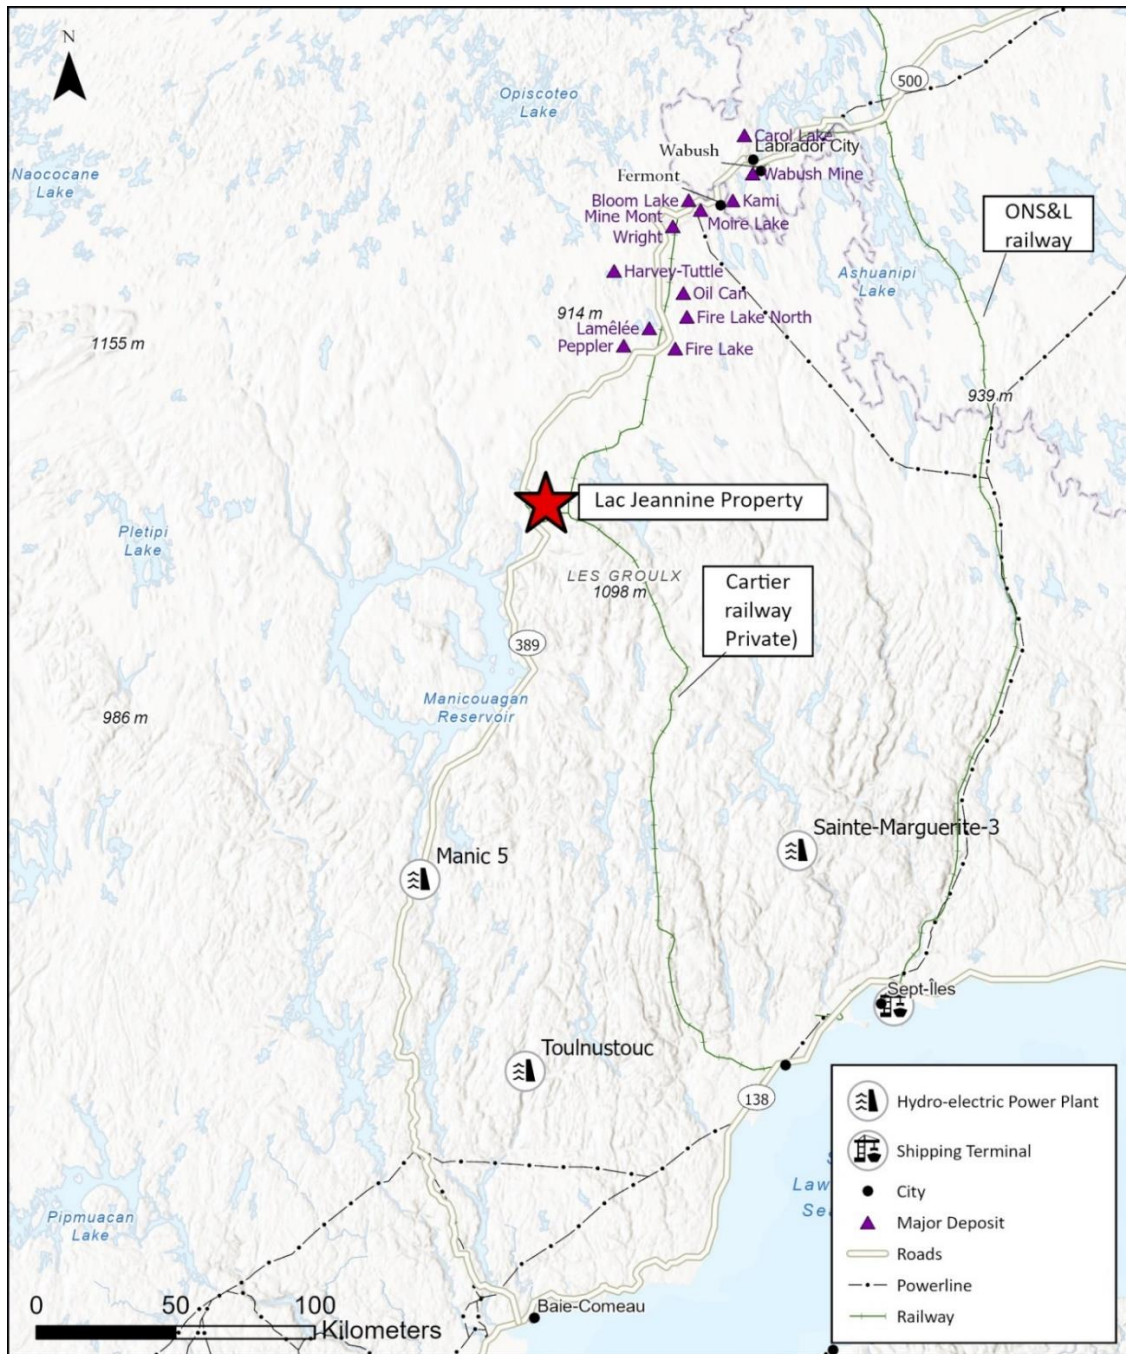 N
500
Opiscoteo
Lake
Carol Lake
Labrador City
Wabush
Wabush Mine
Fermont
Naococane
Lake
Bloom Lake
Kami
Mine Mont
Wright
Moire Lake
ONS&L
railway
Harvey-Tuttle
Ashuanipi
Lake
Oil Can
914 m
Fire Lake North
Lamêlée
1155 m
Peppler
Fire Lake
939 m
Lac Jeannine Property
Pletipi
Lake
LES GROULX
1098 m
Cartier
railway
Private)
389
Manicouagan
Reservoir
986 m
Sainte-Marguerite-3
Manic 5
Sept-Îles
Toulnustouc
138
Hydro-electric Power Plant
Shipping Terminal
City
Major Deposit
Roads
Powerline
Railway
Pipmuacan
Lake
Baie-Comeau
0 50 100
Kilometers